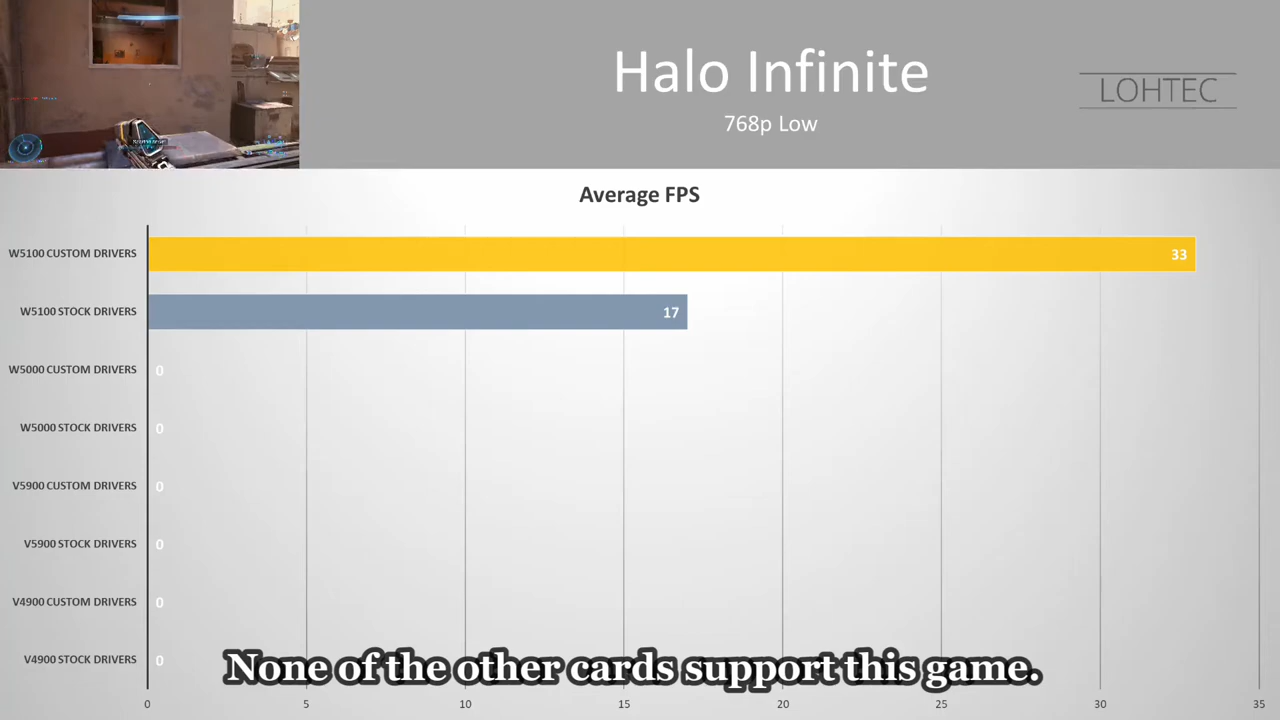 Halo Infinite
768p Low
LOHTEC
Average FPS
W5100 CUSTOM DRIVERS
33
W5100 STOCK DRIVERS
17
W5000 CUSTOM DRIVERS
0
W5000 STOCK DRIVERS
0
V5900 CUSTOM DRIVERS
0
V5900 STOCK DRIVERS
0
V4900 CUSTOM DRIVERS
0
V4900 STOCK DRIVERS
0
None of the other cards support this game.
0 5 10 15 20 25 30 35